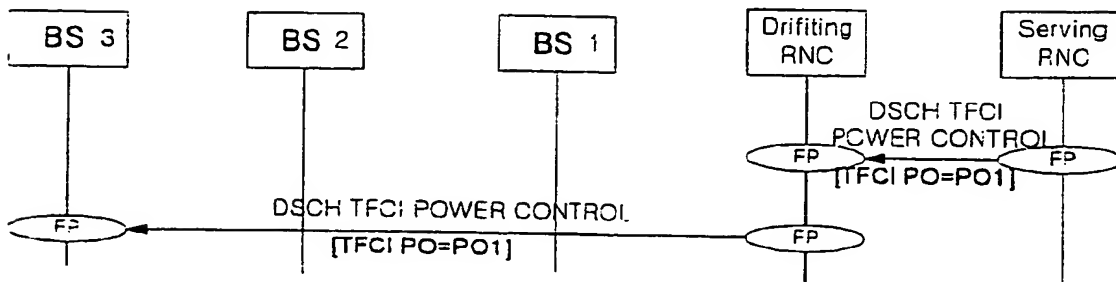 BS 3
BS 2
BS 1
Drifiting
RNC
Serving
RNC
DSCH TFCI
POWER CONTROL
FP
FP
[TFCI PO=PO1]
DSCH TFCI POWER CONTROL
FP
FP
[TFCI PO=PO1]